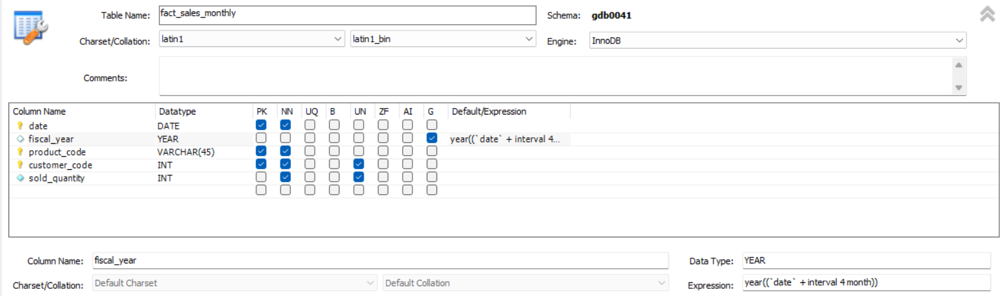 Table Name: fact_sales_monthly Schema: gdb0041
Charset/Collation: latin1 latin1_bin Engine: InnoDB
Comments:
Column Name Datatype PK NN UQ B UN ZF AI G Default/Expression
date DATE
fiscal_year YEAR year((`date` + interval 4...
product_code VARCHAR(45)
customer_code INT
sold_quantity INT
Column Name: fiscal_year Data Type: YEAR
Charset/Collation: Default Charset Default Collation Expression: year((`date` + interval 4 month))